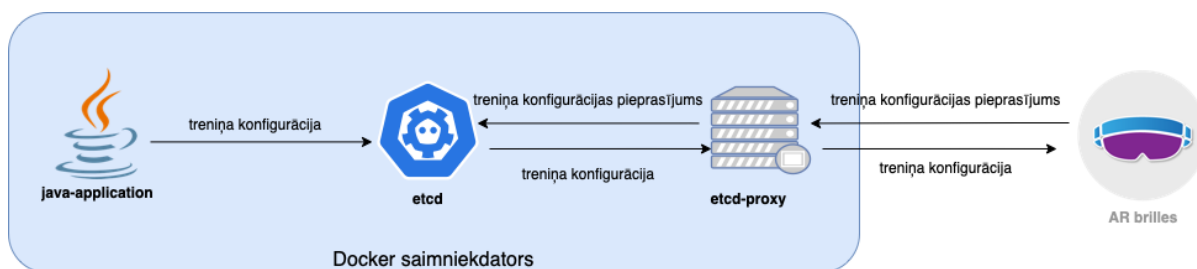 treniņa konfigurācijas pieprasījums
treniņa konfigurācijas pieprasījums
treniņa konfigurācija
treniņa konfigurācija
treniņa konfigurācija
java-application
etcd
etcd-proxy
AR brilles
Docker saimniekdators